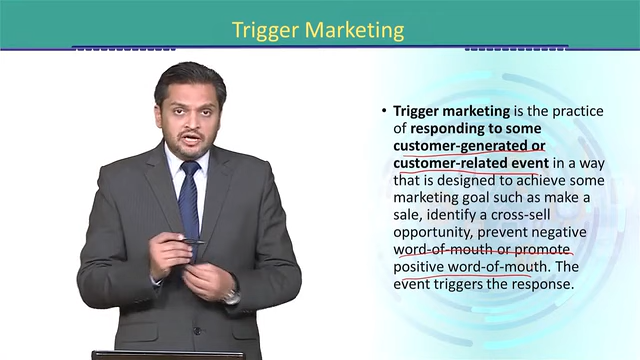 Trigger Marketing
• Trigger marketing is the practice
of responding to some
customer-generated or
customer-related event in a way
that is designed to achieve some
marketing goal such as make a
sale, identify a cross-sell
opportunity, prevent negative
word-of-mouth or promote
positive word-of-mouth. The
event triggers the response.